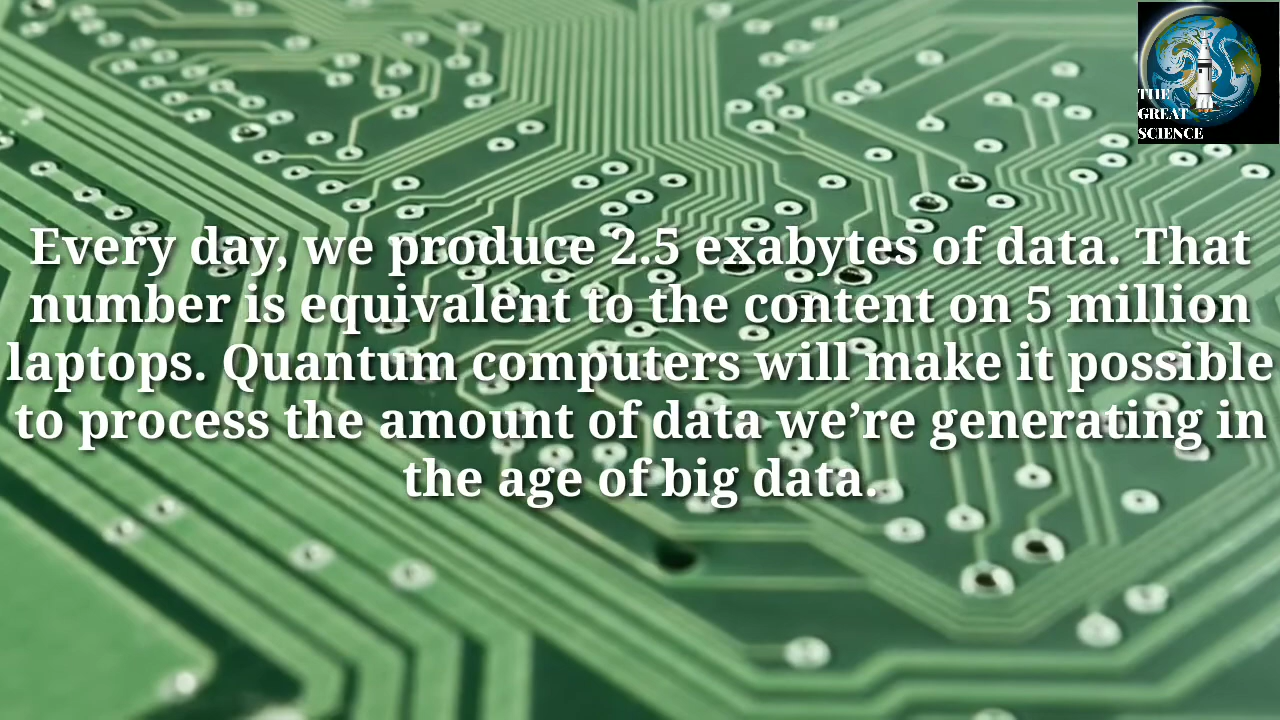 THE
GREAT
SCIENCE
Every day, we produce 2.5 exabytes of data. That
number is equivalent to the content on 5 million
laptops. Quantum computers will make it possible
to process the amount of data we’re generating in
the age of big data.